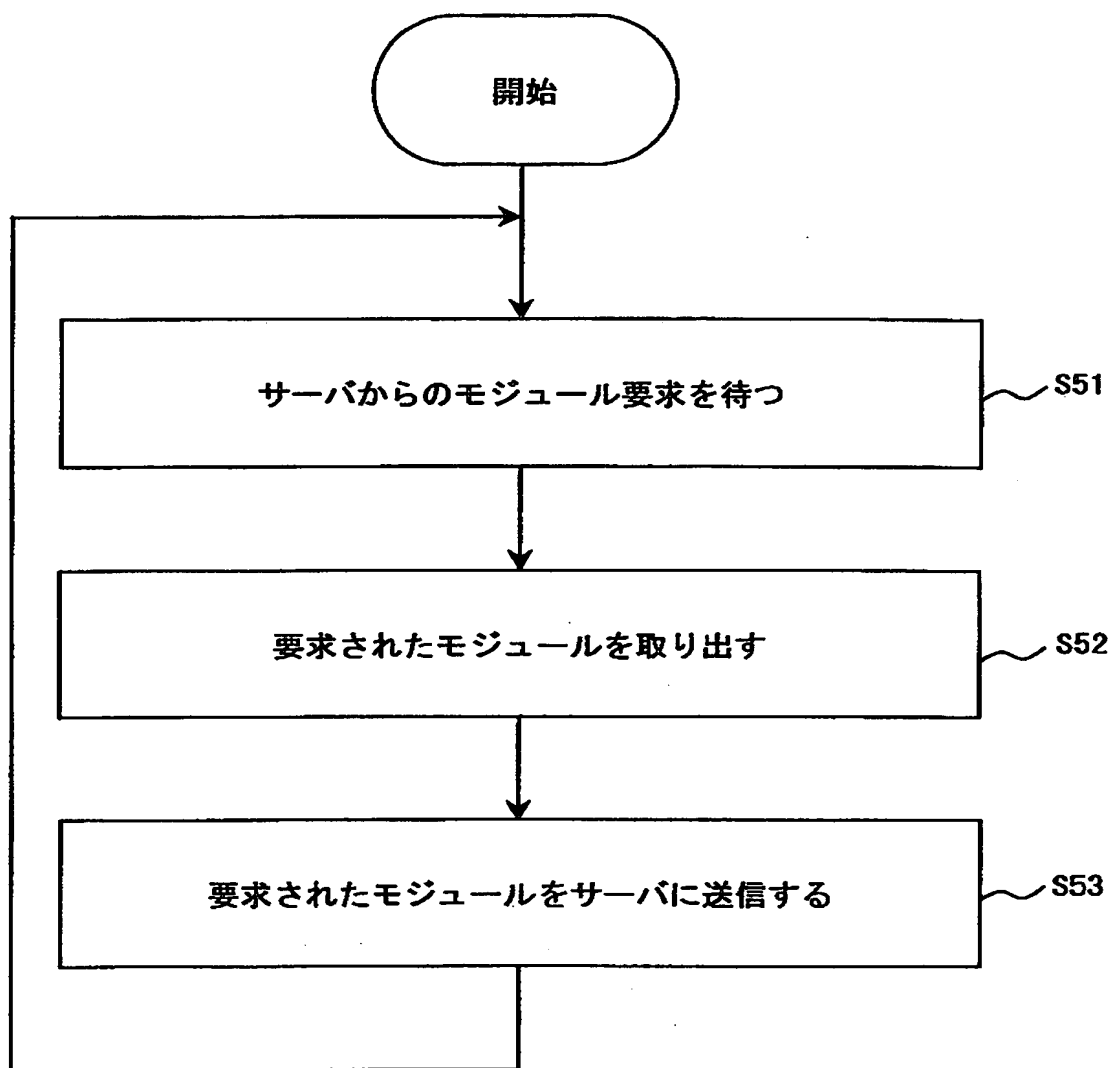 開始
サーバからのモジュール要求を待つ
S51
要求されたモジュールを取り出す
S52
要求されたモジュールをサーバに送信する
S53